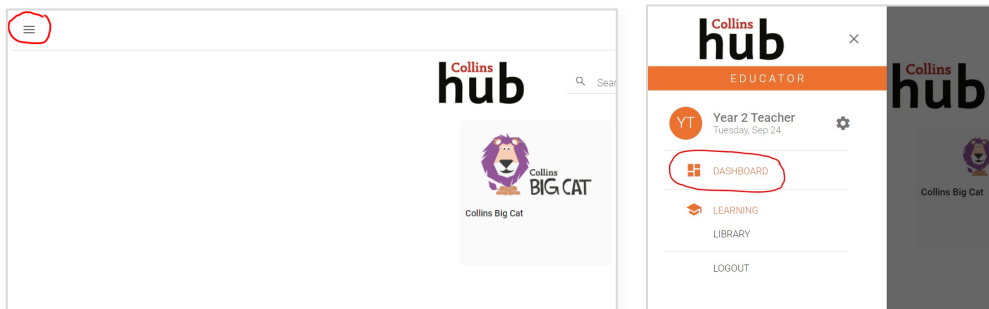 Collins
hub
Sear
Collins
BIG CAT
Collins Big Cat
Collins
hub
EDUCATOR
YT
Year 2 Teacher
Tuesday, Sep 24
DASHBOARD
LEARNING
LIBRARY
LOGOUT
Collins
hub
Collins Big Cat